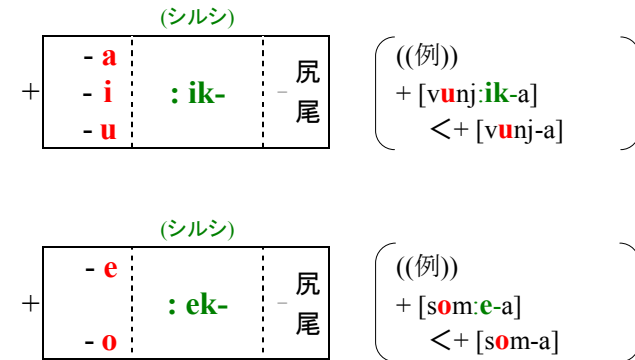 (シルシ)
- a
+ - i : ik- - 尻尾
- u
((例))
+ [vunj:ik-a]
＜+ [vunj-a]
(シルシ)
- e
+ : ek- - 尻尾
- o
((例))
+ [som:e-a]
＜+ [som-a]